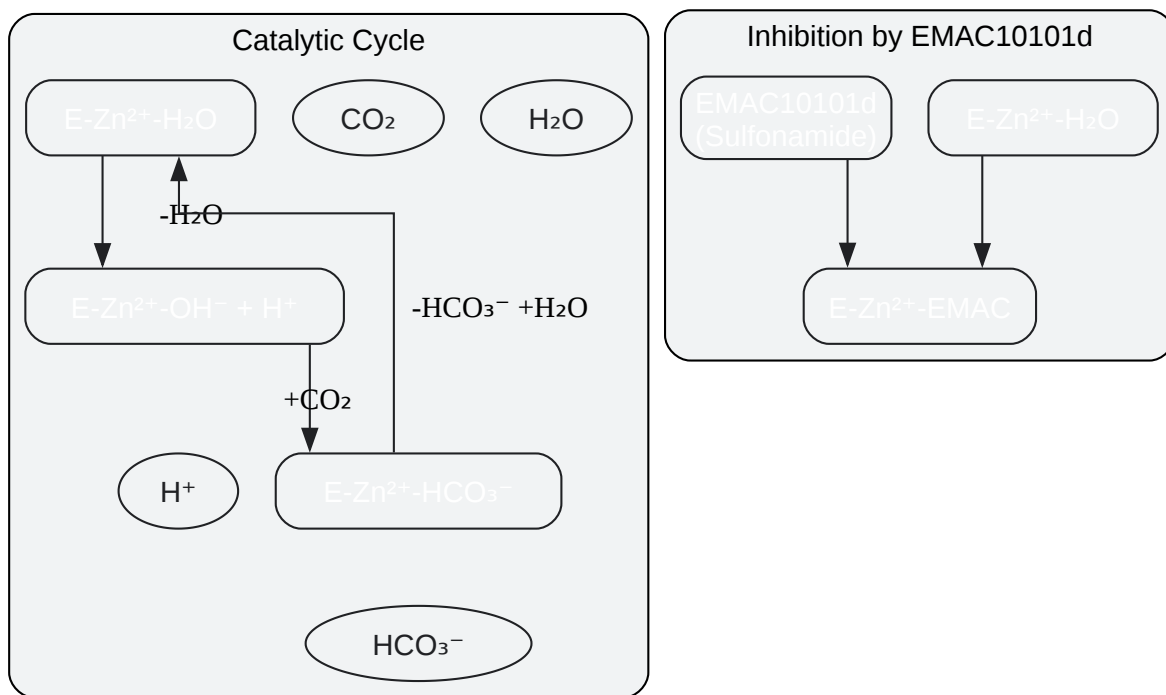 Catalytic Cycle
E-Zn²⁺-H₂O
CO₂
H₂O
-H₂O
E-Zn²⁺-OH⁻ + H⁺
-HCO₃⁻ +H₂O
+CO₂
H⁺
E-Zn²⁺-HCO₃⁻
HCO₃⁻
Inhibition by EMAC10101d
EMAC10101d
(Sulfonamide)
E-Zn²⁺-H₂O
E-Zn²⁺-EMAC